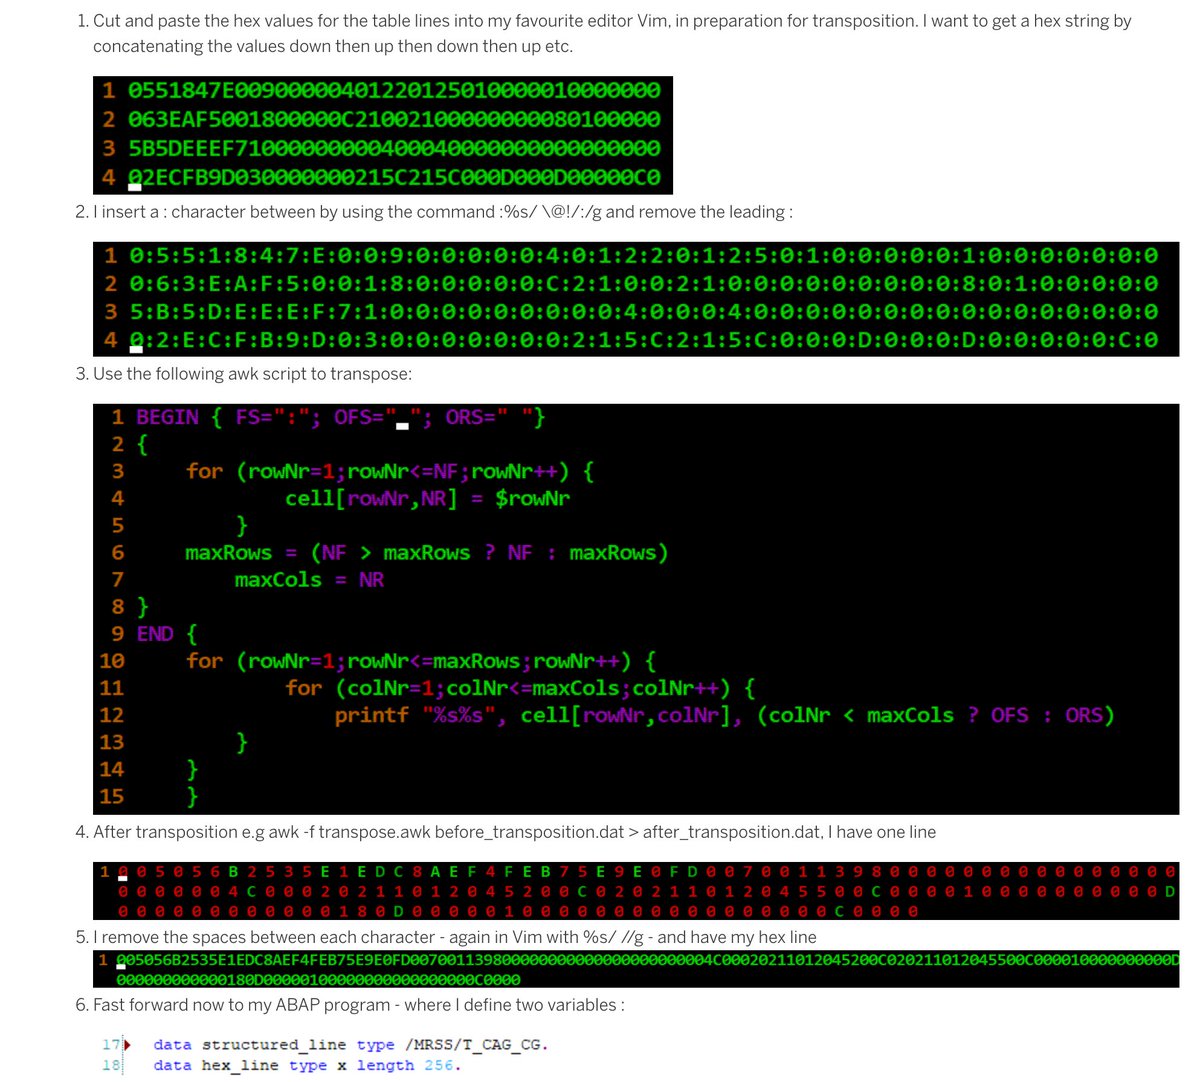 1. Cut and paste the hex values for the table lines into my favourite editor Vim, in preparation for transposition. I want to get a hex string by
concatenating the values down then up then down then up etc.
1 0551847E00900000401220125010000010000000
2 063EAF5001800000C21002100000000080100000
3 5B5DEEEF71000000000400040000000000000000
4 02ECFB9D030000000215C215C000D000D00000C0
2. I insert a : character between by using the command :%s/ \@!/:/g and remove the leading :
1 0:5:5:1:8:4:7:E:0:0:9:0:0:0:0:0:4:0:1:2:2:0:1:2:5:0:1:0:0:0:0:0:1:0:0:0:0:0:0:0
2 0:6:3:E:A:F:5:0:0:1:8:0:0:0:0:0:C:2:1:0:0:2:1:0:0:0:0:0:0:0:0:0:8:0:1:0:0:0:0:0
3 5:B:5:D:E:E:E:F:7:1:0:0:0:0:0:0:0:0:0:4:0:0:0:4:0:0:0:0:0:0:0:0:0:0:0:0:0:0:0:0
4 0:2:E:C:F:B:9:D:0:3:0:0:0:0:0:0:0:2:1:5:C:2:1:5:C:0:0:0:D:0:0:0:D:0:0:0:0:0:C:0
3. Use the following awk script to transpose:
1 BEGIN { FS=":"; OFS=" "; ORS=" "}
2 {
3 for (rowNr=1;rowNr<=NF;rowNr++) {
4 cell[rowNr,NR] = $rowNr
5 }
6 maxRows = (NF > maxRows ? NF : maxRows)
7 maxCols = NR
8 }
9 END {
10 for (rowNr=1;rowNr<=maxRows;rowNr++) {
11 for (colNr=1;colNr<=maxCols;colNr++) {
12 printf "%s%s", cell[rowNr,colNr], (colNr < maxCols ? OFS : ORS)
13 }
14 }
15 }
4. After transposition e.g awk -f transpose.awk before_transposition.dat > after_transposition.dat, I have one line
1 0 0 5 0 5 6 B 2 5 3 5 E 1 E D C 8 A E F 4 F E B 7 5 E 9 E 0 F D 0 0 7 0 0 1 1 3 9 8 0 0 0 0 0 0 0 0 0 0 0 0 0 0 0 0
0 0 0 0 0 0 4 C 0 0 0 2 0 2 1 1 0 1 2 0 4 5 2 0 0 C 0 2 0 2 1 1 0 1 2 0 4 5 5 0 0 C 0 0 0 0 1 0 0 0 0 0 0 0 0 0 0 D
0 0 0 0 0 0 0 0 0 0 0 0 1 8 0 D 0 0 0 0 1 0 0 0 0 0 0 0 0 0 0 0 0 0 0 0 0 0 0 C 0 0 0 0
5. I remove the spaces between each character - again in Vim with %s/ //g - and have my hex line
1 005056B2535E1EDC8AEF4FEB75E9E0FD0070011398000000000000000000000004C00020211012045200C020211012045500C000010000000000D
000000000000180D00001000000000000000000C0000
6. Fast forward now to my ABAP program - where I define two variables :
17 data structured_line type /MRSS/T_CAG_CG.
18 data hex_line type x length 256.